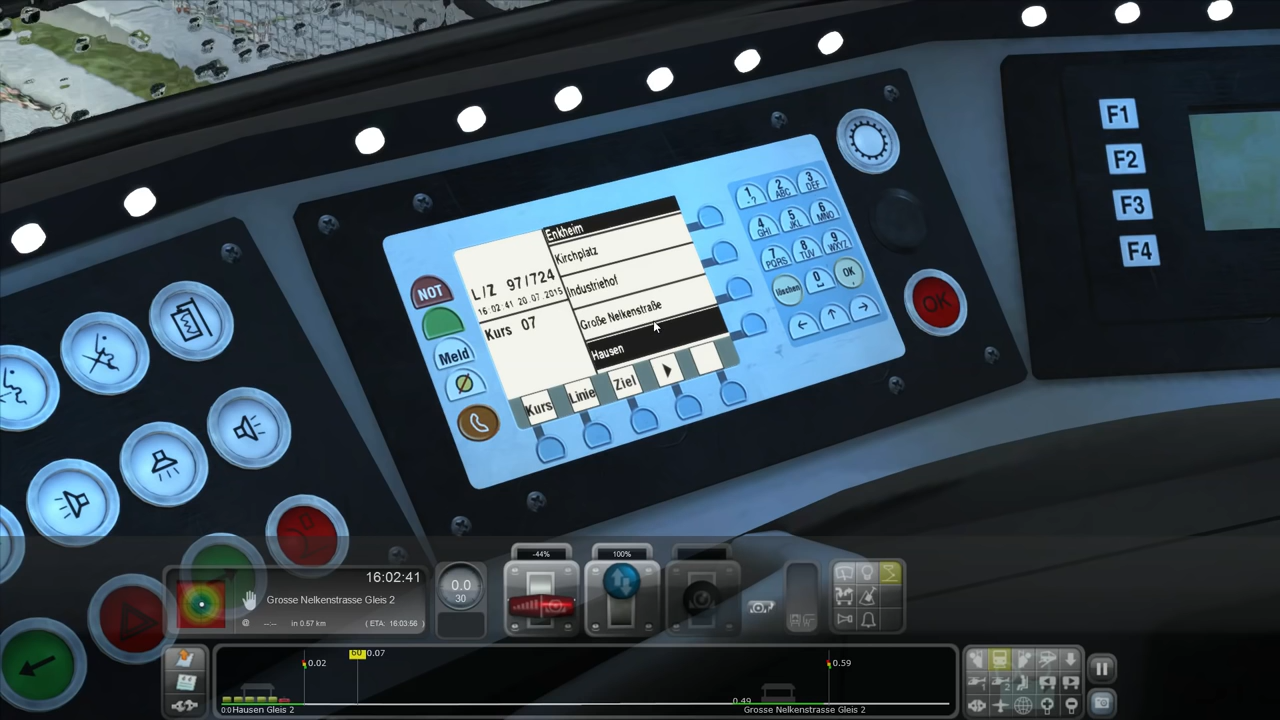 F1
F2
F3
F4
NOT
Meld
L/Z 97/724
16:02:41 20.07.2015
Kurs 07
Enkheim
Kirchplatz
Industriehof
Große Nelkenstraße
Hausen
Kurs
Linie
Ziel
1
2 ABC
3 DEF
4 GHI
5 JKL
6 MNO
7 PQRS
8 TUV
9 WXYZ
löschen
0
OK
OK
-44%
100%
16:02:41
Grosse Nelkenstrasse Gleis 2
@ --:-- in 0.57 km ( ETA: 16:03:56 )
0.0
30
0.02
60
0.07
0.59
0.49
0.0
Hausen Gleis 2
Grosse Nelkenstrasse Gleis 2